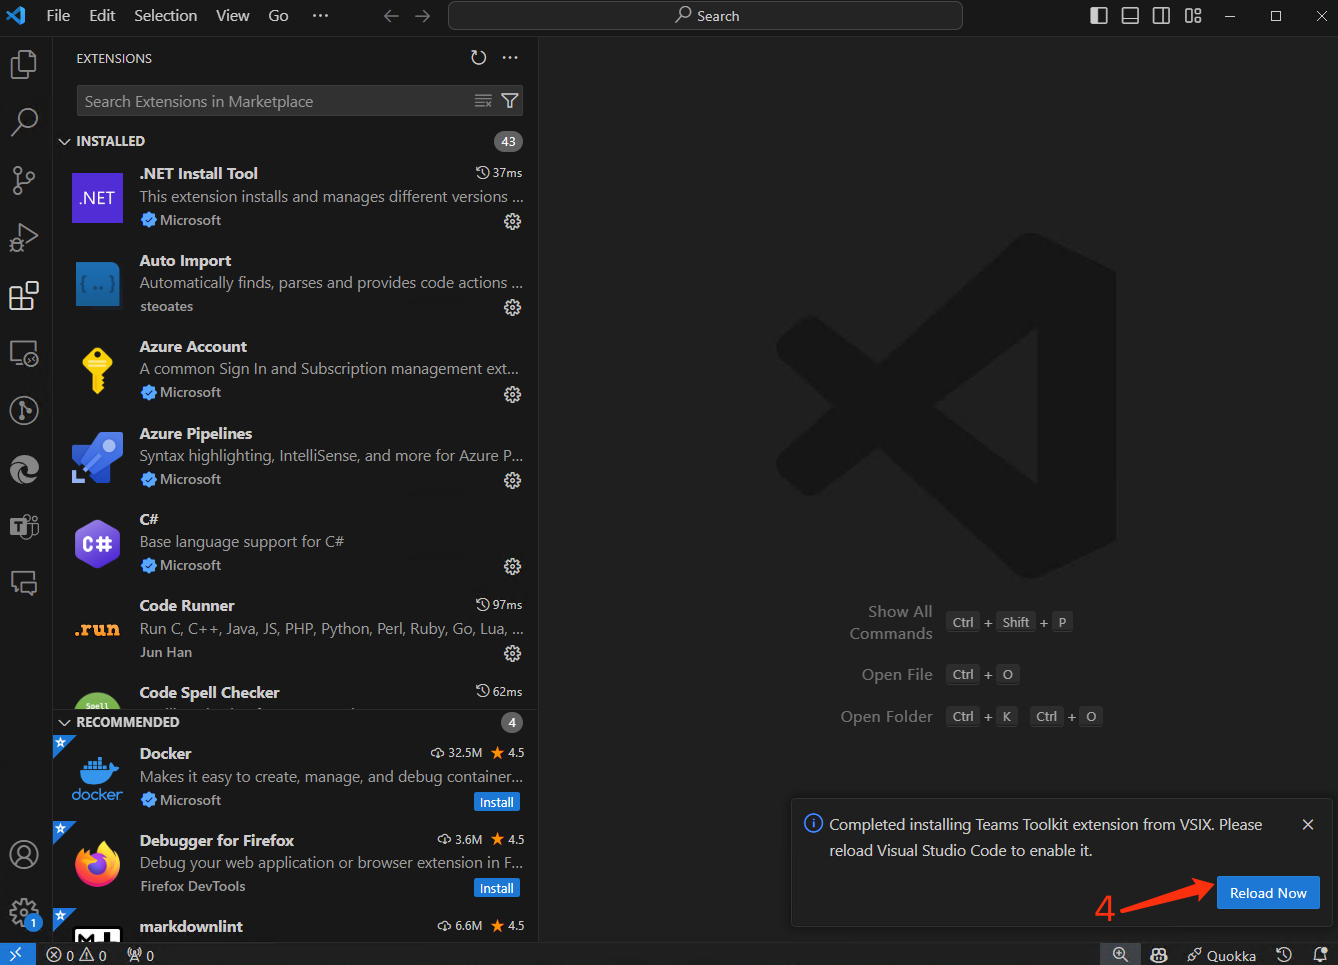 File Edit Selection View Go ··· Search
EXTENSIONS
Search Extensions in Marketplace
INSTALLED 43
.NET
.NET Install Tool 37ms
This extension installs and manages different versions ...
Microsoft
{..}
Auto Import
Automatically finds, parses and provides code actions ...
steoates
Azure Account
A common Sign In and Subscription management ext...
Microsoft
Azure Pipelines
Syntax highlighting, IntelliSense, and more for Azure P...
Microsoft
C#
C#
Base language support for C#
Microsoft
.run
Code Runner 97ms
Run C, C++, Java, JS, PHP, Python, Perl, Ruby, Go, Lua, ...
Jun Han
Spell
Code Spell Checker 62ms
RECOMMENDED 4
docker
Docker 32.5M ★ 4.5
Makes it easy to create, manage, and debug container...
Microsoft Install
Debugger for Firefox 3.6M ★ 4.5
Debug your web application or browser extension in F...
Firefox DevTools Install
markdownlint 6.6M ★ 4.5
T
1
Show All
Commands Ctrl + Shift + P
Open File Ctrl + O
Open Folder Ctrl + K Ctrl + O
Completed installing Teams Toolkit extension from VSIX. Please
reload Visual Studio Code to enable it.
4 Reload Now
0 0 0 Quokka